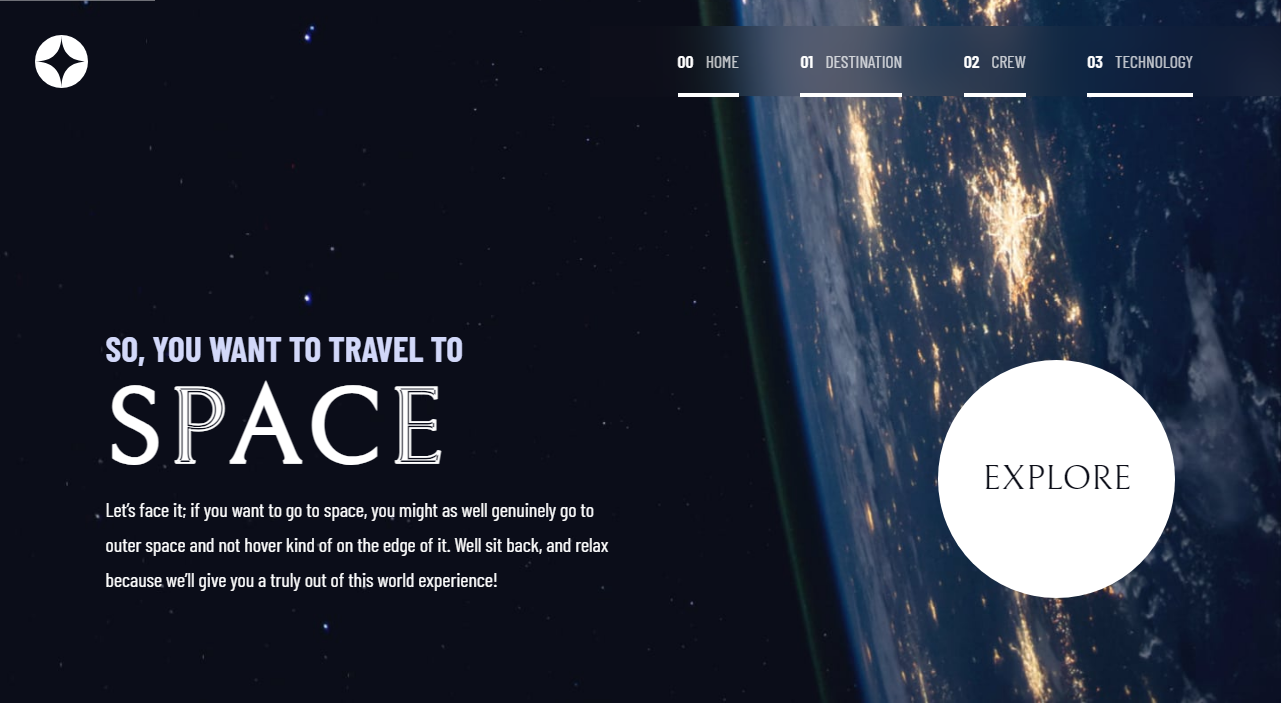 00 HOME 01 DESTINATION 02 CREW 03 TECHNOLOGY
SO, YOU WANT TO TRAVEL TO
SPACE
Let's face it; if you want to go to space, you might as well genuinely go to
outer space and not hover kind of on the edge of it. Well sit back, and relax
because we'll give you a truly out of this world experience!
EXPLORE